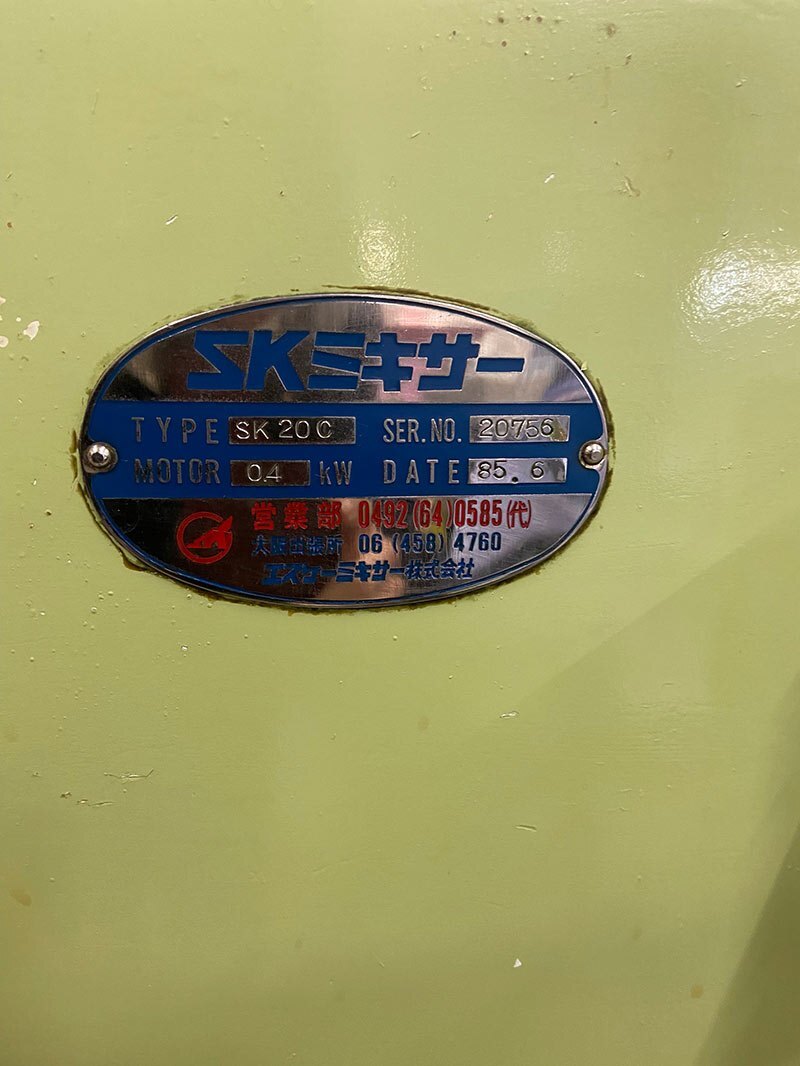 SKミキサー
TYPE SK 20C SER.NO. 20756
MOTOR 0.4 kW DATE 85.6
営業部 0492(64)0585(代)
大阪出張所 06(458)4760
エスケーミキサー株式会社